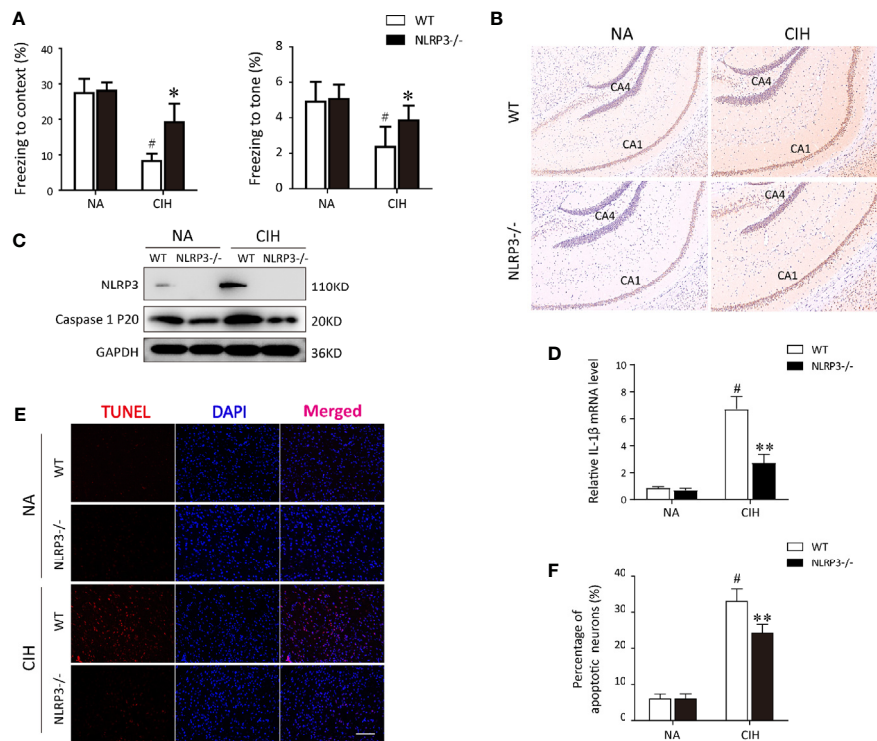 A
WT
NLRP3-/-
Freezing to context (%)
40
30
20
10
0
#
*
NA
CIH
Freezing to tone (%)
8
6
4
2
0
#
*
NA
CIH
B
NA
CIH
WT
CA4
CA1
CA4
CA1
NLRP3-/-
CA4
CA1
CA4
CA1
C
NA CIH
WT NLRP3-/- WT NLRP3-/-
NLRP3 110KD
Caspase 1 P20 20KD
GAPDH 36KD
D
WT
NLRP3-/-
Relative IL-1β mRNA level
10
8
6
4
2
0
#
**
NA
CIH
E
TUNEL DAPI Merged
NA
WT
NLRP3-/-
CIH
WT
NLRP3-/-
F
WT
NLRP3-/-
Percentage of
apoptotic neurons (%)
40
30
20
10
#
**
NA
CIH